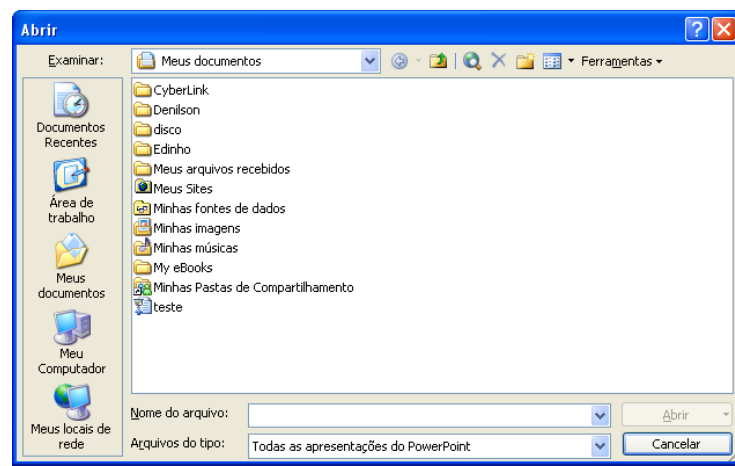 Abrir
Examinar:
Meus documentos
Ferramentas
Documentos
Recentes
Área de
trabalho
Meus
documentos
Meu
Computador
Meus locais de
rede
CyberLink
Denilson
disco
Edinho
Meus arquivos recebidos
Meus Sites
Minhas fontes de dados
Minhas imagens
Minhas músicas
My eBooks
Minhas Pastas de Compartilhamento
teste
Nome do arquivo:
Abrir
Arquivos do tipo:
Todas as apresentações do PowerPoint
Cancelar